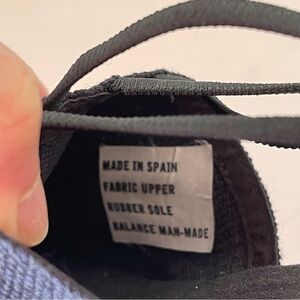 MADE IN SPAIN
FABRIC UPPER
RUBBER SOLE
BALANCE MAN-MADE